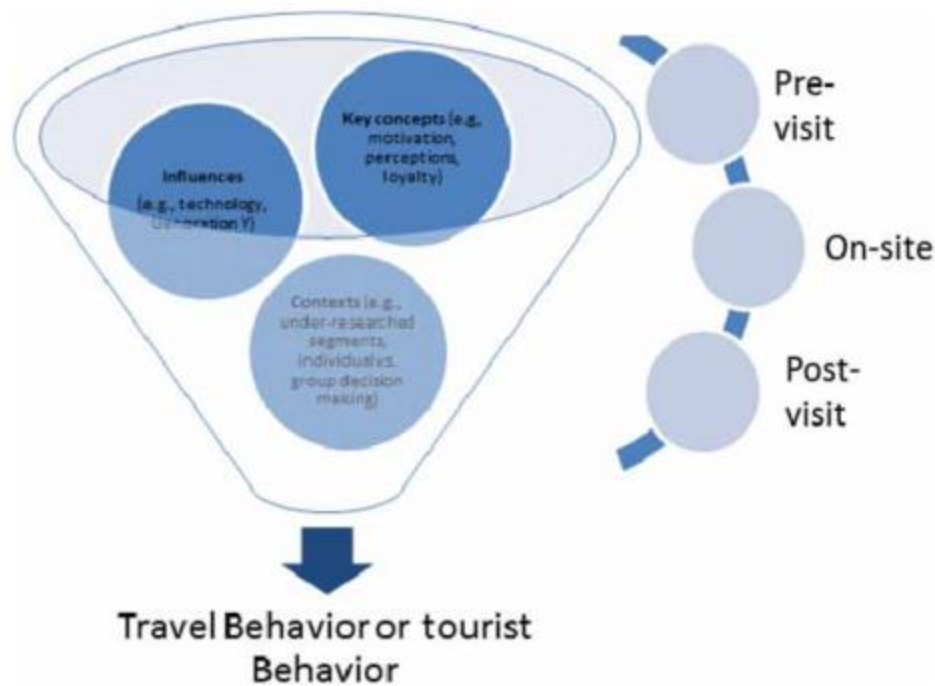 Key concepts (e.g,
motivation,
perceptions,
loyalty)
Influences
(e.g., technology,
Generation Y)
Contexts (e.g.,
under-researched
segments,
individual vs.
group decision
making)
Pre-
visit
On-site
Post-
visit
Travel Behavior or tourist
Behavior